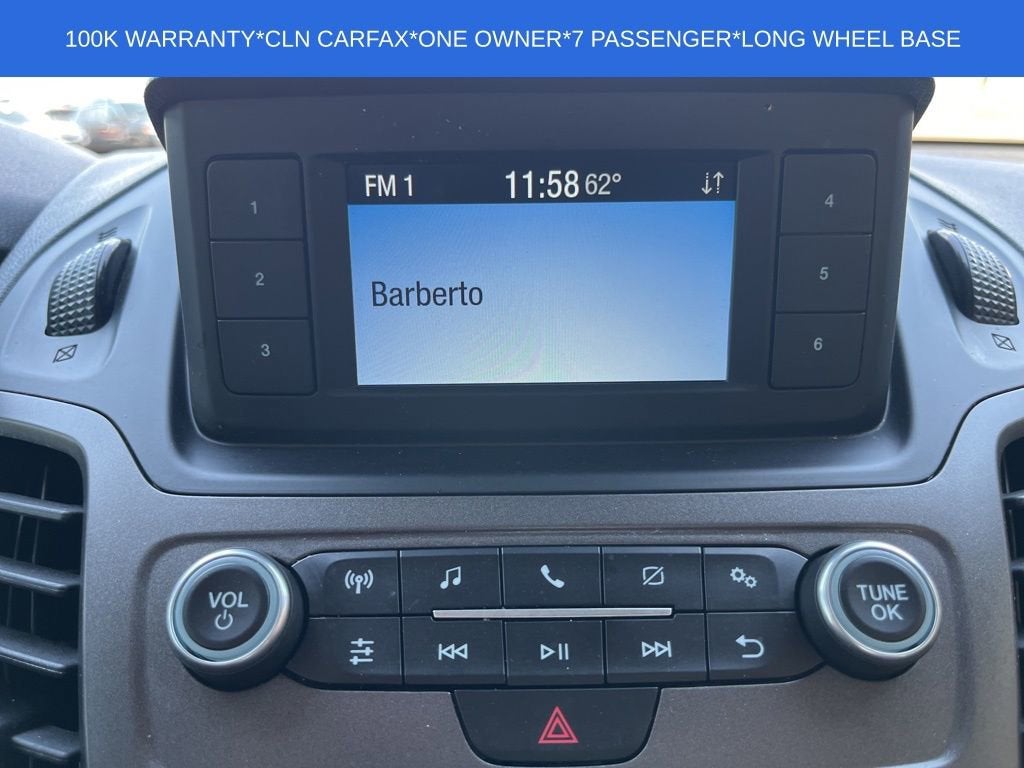 100K WARRANTY*CLN CARFAX*ONE OWNER*7 PASSENGER*LONG WHEEL BASE
FM 1 11:58 62°
1
2
3
Barberto
4
5
6
VOL
TUNE
OK